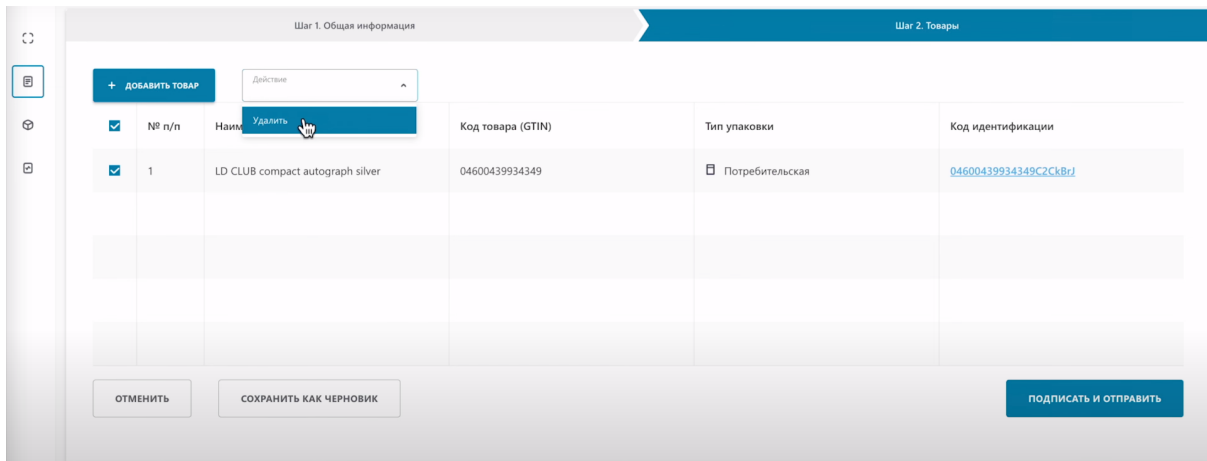 Шаг 1. Общая информация
Шаг 2. Товары
+ ДОБАВИТЬ ТОВАР
Действие
Удалить
№ п/п
Наим
Код товара (GTIN)
Тип упаковки
Код идентификации
1
LD CLUB compact autograph silver
04600439934349
Потребительская
04600439934349C2CkBrJ
ОТМЕНИТЬ
СОХРАНИТЬ КАК ЧЕРНОВИК
ПОДПИСАТЬ И ОТПРАВИТЬ